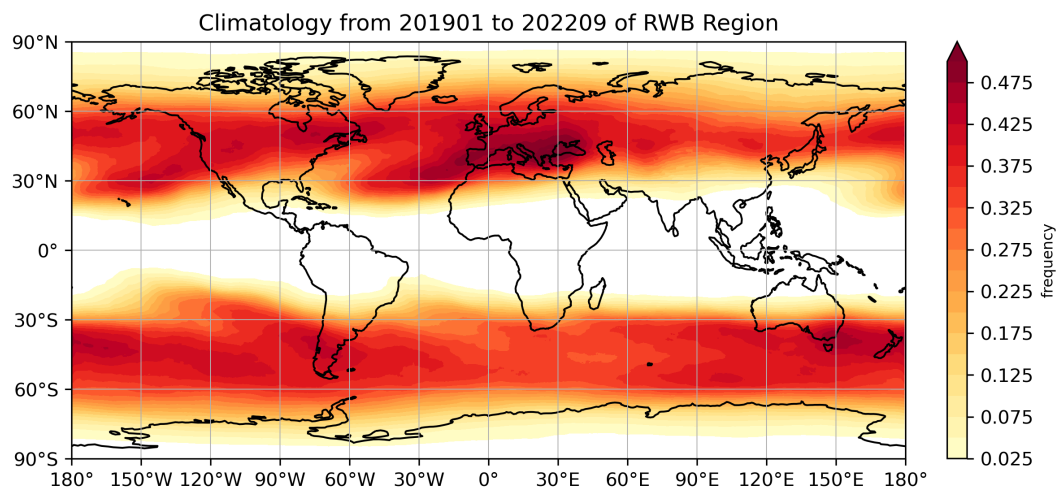 Climatology from 201901 to 202209 of RWB Region
90°N
60°N
30°N
0°
30°S
60°S
90°S
180° 150°W 120°W 90°W 60°W 30°W 0° 30°E 60°E 90°E 120°E 150°E 180°
0.475
0.425
0.375
0.325
0.275
0.225
0.175
0.125
0.075
0.025
frequency